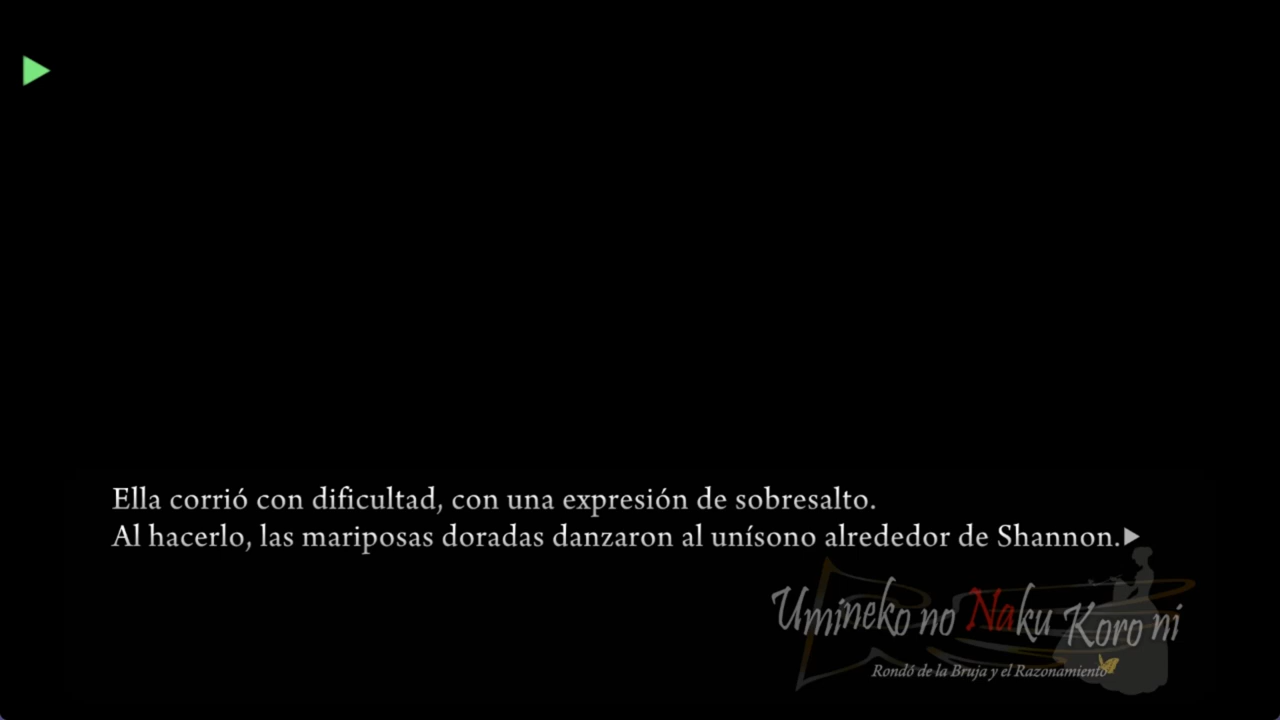 Ella corrió con dificultad, con una expresión de sobresalto.
Al hacerlo, las mariposas doradas danzaron al unísono alrededor de Shannon.
Umineko no Naku Koro ni
Rondó de la Bruja y el Razonamiento